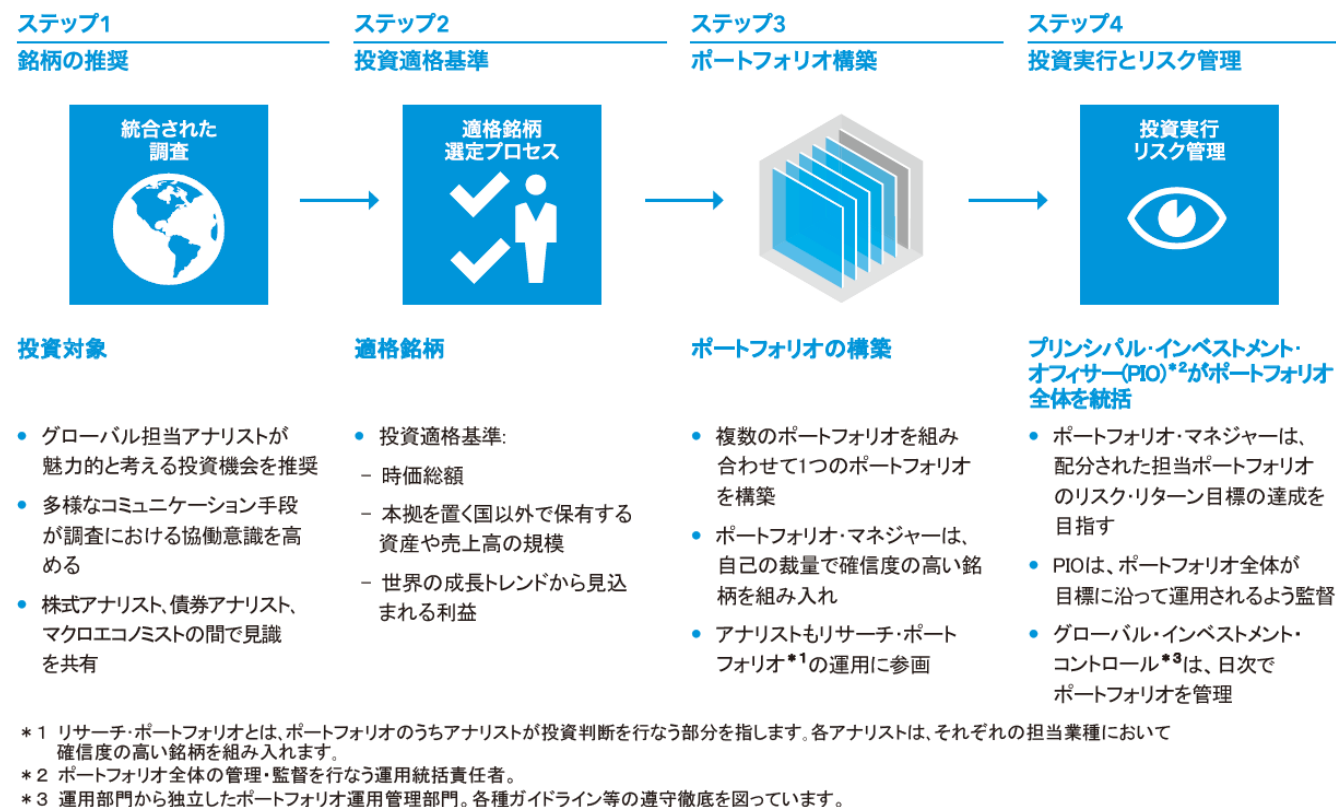 ステップ1
銘柄の推奨
統合された
調査
投資対象
• グローバル担当アナリストが
魅力的と考える投資機会を推奨
• 多様なコミュニケーション手段
が調査における協働意識を高
める
• 株式アナリスト、債券アナリスト、
マクロエコノミストの間で見識
を共有
ステップ2
投資適格基準
適格銘柄
選定プロセス
適格銘柄
• 投資適格基準:
− 時価総額
− 本拠を置く国以外で保有する
資産や売上高の規模
− 世界の成長トレンドから見込
まれる利益
ステップ3
ポートフォリオ構築
ポートフォリオの構築
• 複数のポートフォリオを組み
合わせて1つのポートフォリオ
を構築
• ポートフォリオ・マネジャーは、
自己の裁量で確信度の高い銘
柄を組み入れ
• アナリストもリサーチ・ポート
フォリオ*1の運用に参画
ステップ4
投資実行とリスク管理
投資実行
リスク管理
プリンシパル・インベストメント・
オフィサー(PIO)*2がポートフォリオ
全体を統括
• ポートフォリオ・マネジャーは、
配分された担当ポートフォリオ
のリスク・リターン目標の達成を
目指す
• PIOは、ポートフォリオ全体が
目標に沿って運用されるよう監督
• グローバル・インベストメント・
コントロール*3は、日次で
ポートフォリオを管理
*1 リサーチ・ポートフォリオとは、ポートフォリオのうちアナリストが投資判断を行なう部分を指します。各アナリストは、それぞれの担当業種において
確信度の高い銘柄を組み入れます。
*2 ポートフォリオ全体の管理・監督を行なう運用統括責任者。
*3 運用部門から独立したポートフォリオ運用管理部門。各種ガイドライン等の遵守徹底を図っています。